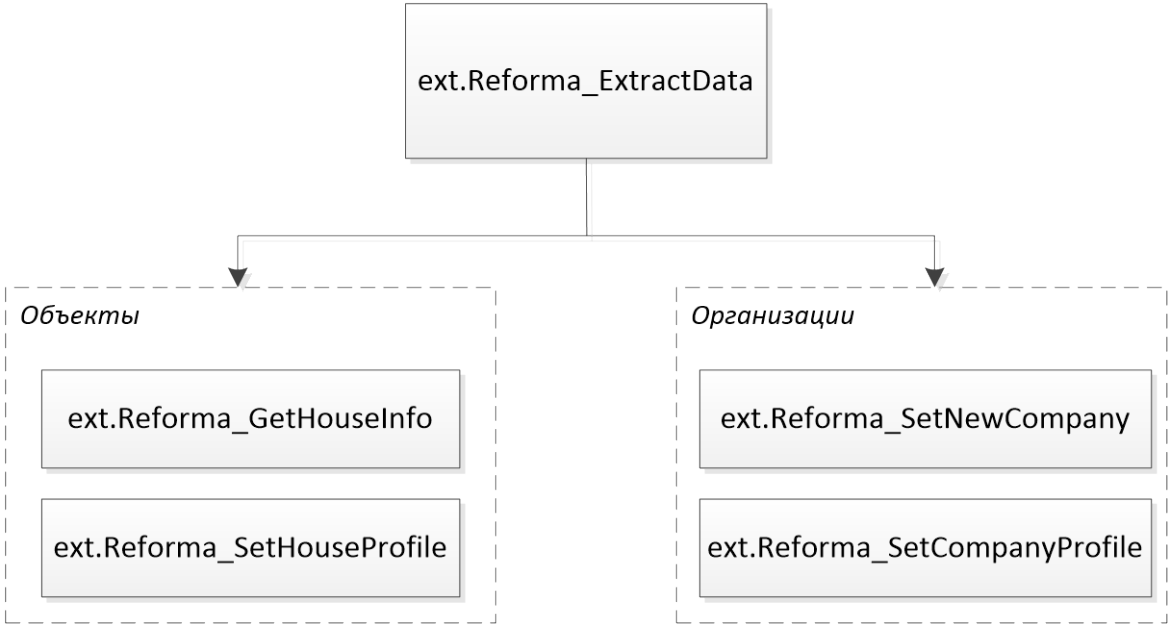 ext.Reforma_ExtractData
Объекты
ext.Reforma_GetHouseInfo
ext.Reforma_SetHouseProfile
Организации
ext.Reforma_SetNewCompany
ext.Reforma_SetCompanyProfile